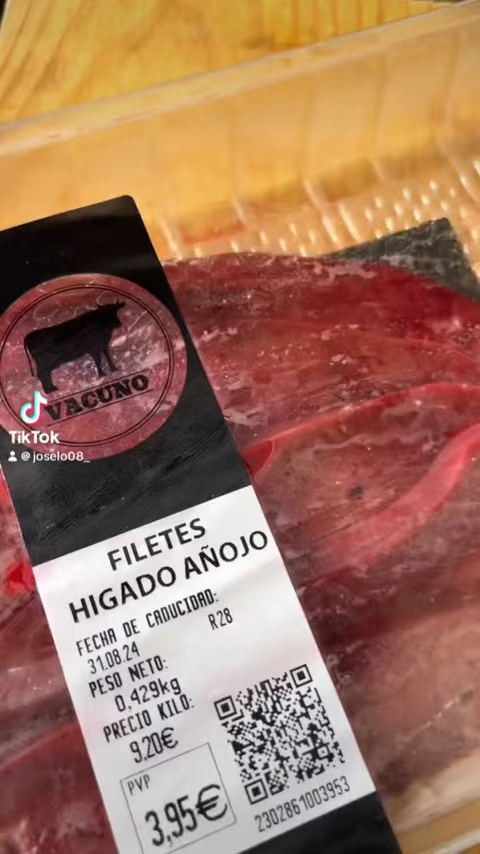 VACUNO
TikTok
@joselo08_
FILETES
HIGADO AÑOJO
FECHA DE CADUCIDAD:
31.08.24 R28
PESO NETO:
0,429kg
PRECIO KILO:
9,20€
PVP
3,95€
2302861003953